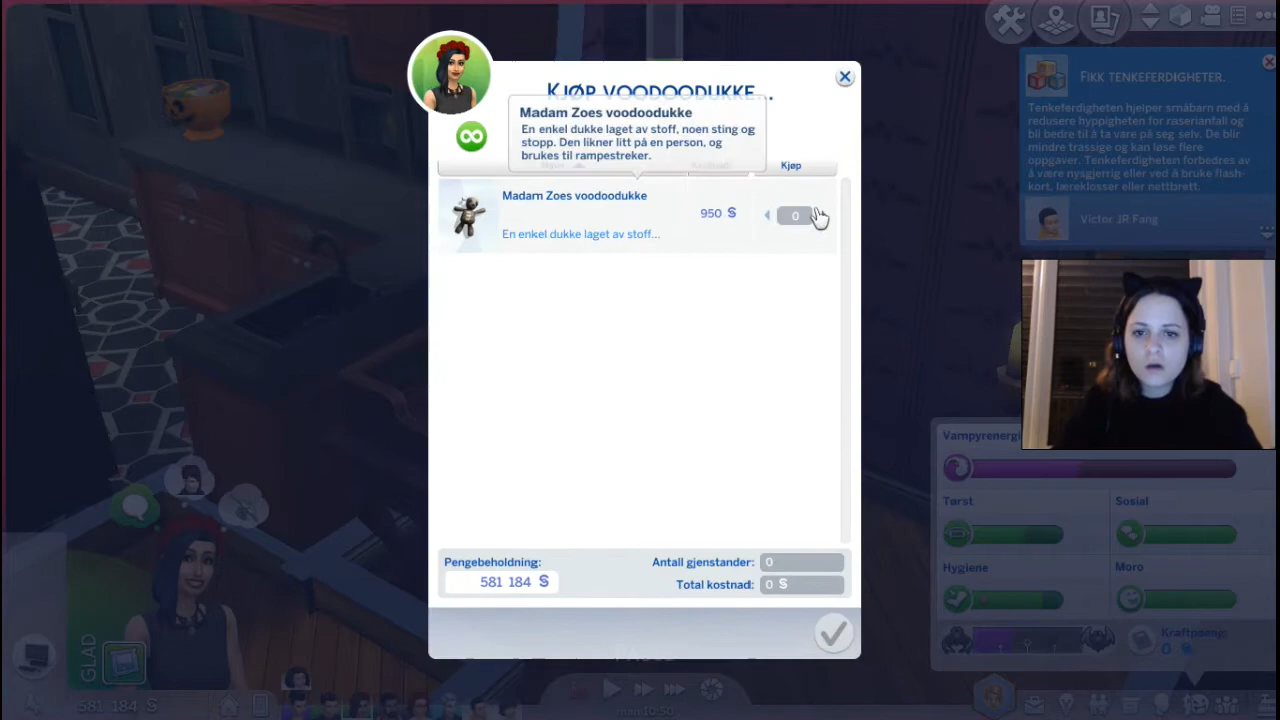 KJØP VOODOODUKKE...
Madam Zoes voodoodukke
En enkel dukke laget av stoff, noen sting og
stopp. Den likner litt på en person, og
brukes til rampestreker.
Kjøp
Madam Zoes voodoodukke
950 $
0
En enkel dukke laget av stoff...
Pengebeholdning:
581 184 $
Antall gjenstander:
0
Total kostnad:
0 $
FIKK TENKEFERDIGHETER.
Tenkeferdigheten hjelper småbarn med å
redusere hyppigheten for raserianfall og
bli bedre til å ta vare på seg selv. De blir
mindre trassige og kan løse flere
oppgaver. Tenkeferdigheten forbedres av
å være nysgjerrig eller ved å bruke flash-
kort, læreklosser eller nettbrett.
Victor JR Fang
Vampyrenergi
Tørst
Sosial
Hygiene
Moro
Kraftpoeng:
0
GLAD
581 184 $
mam10:50